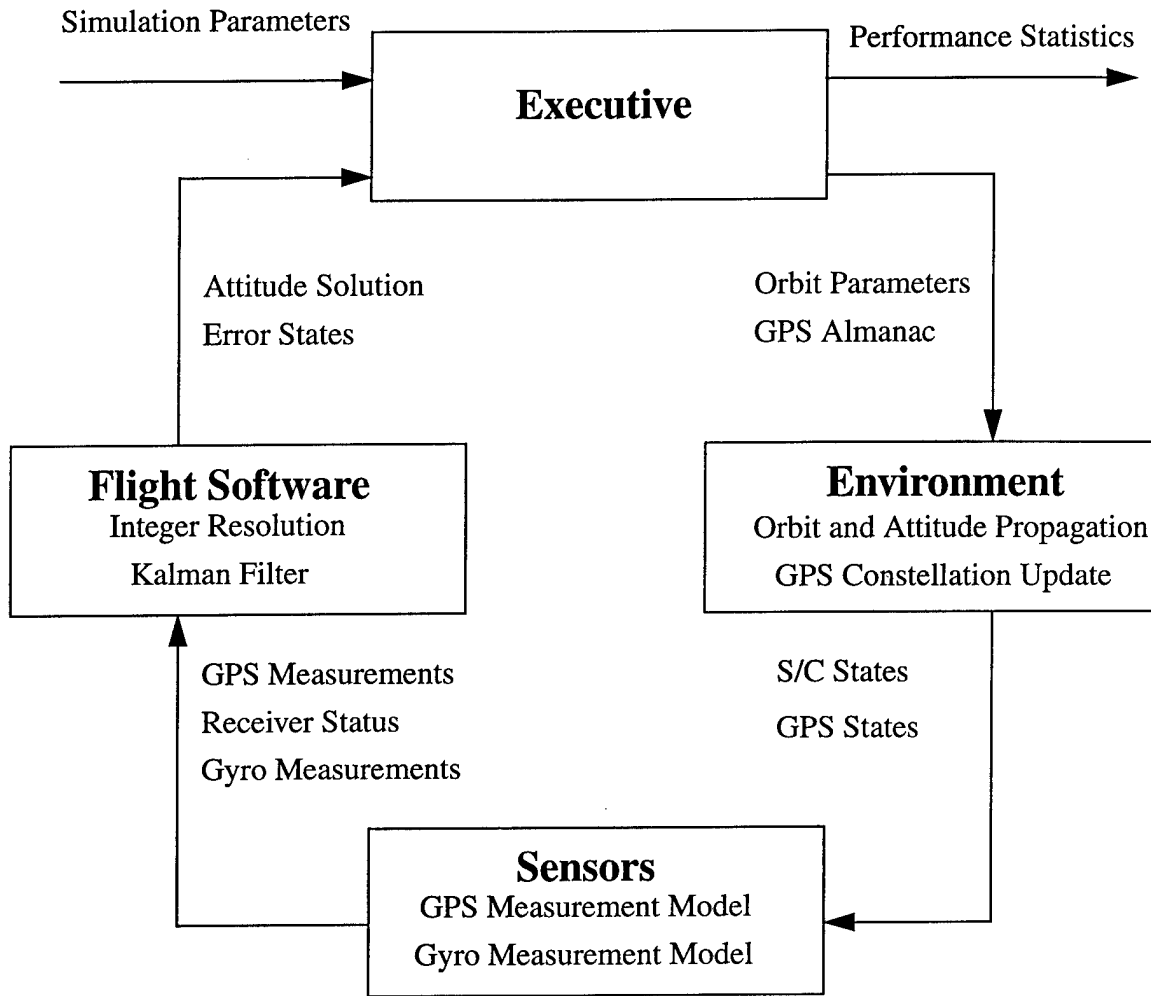 Simulation Parameters
Performance Statistics
Executive
Attitude Solution
Error States
Orbit Parameters
GPS Almanac
Flight Software
Integer Resolution
Kalman Filter
Environment
Orbit and Attitude Propagation
GPS Constellation Update
GPS Measurements
Receiver Status
Gyro Measurements
S/C States
GPS States
Sensors
GPS Measurement Model
Gyro Measurement Model